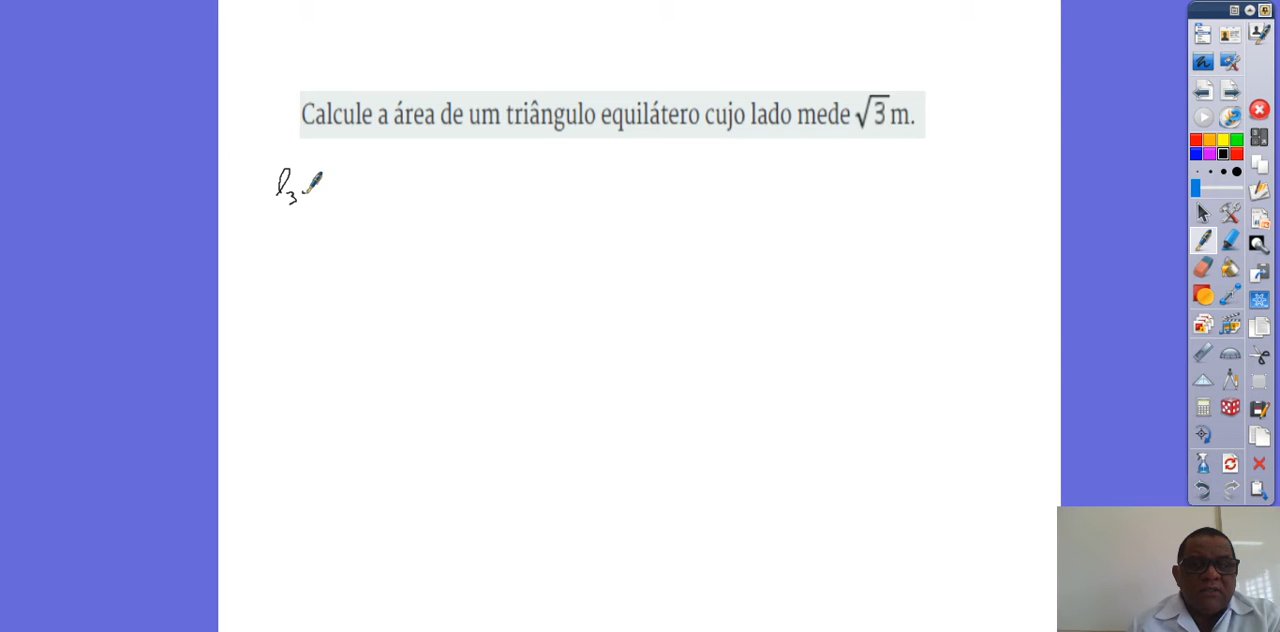 Calcule a área de um triângulo equilátero cujo lado mede √3 m.
l₃